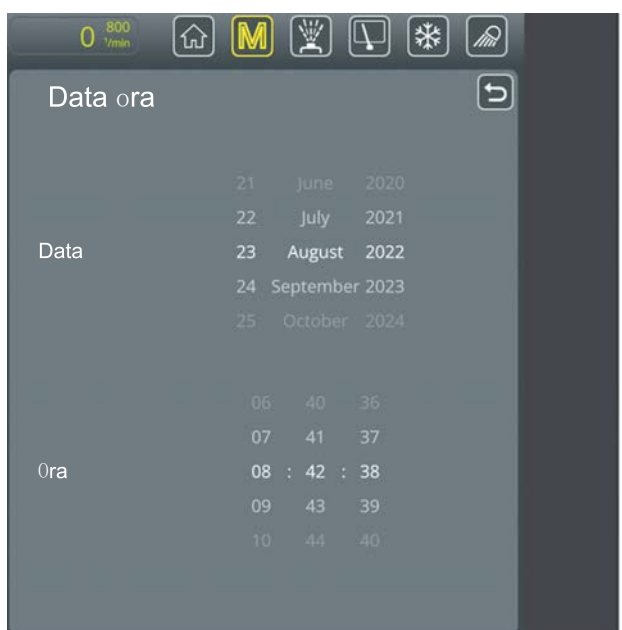 0 800
1/min
M
Data ora
21 June 2020
22 July 2021
Data 23 August 2022
24 September 2023
25 October 2024
06 40 36
07 41 37
0ra 08 : 42 : 38
09 43 39
10 44 40